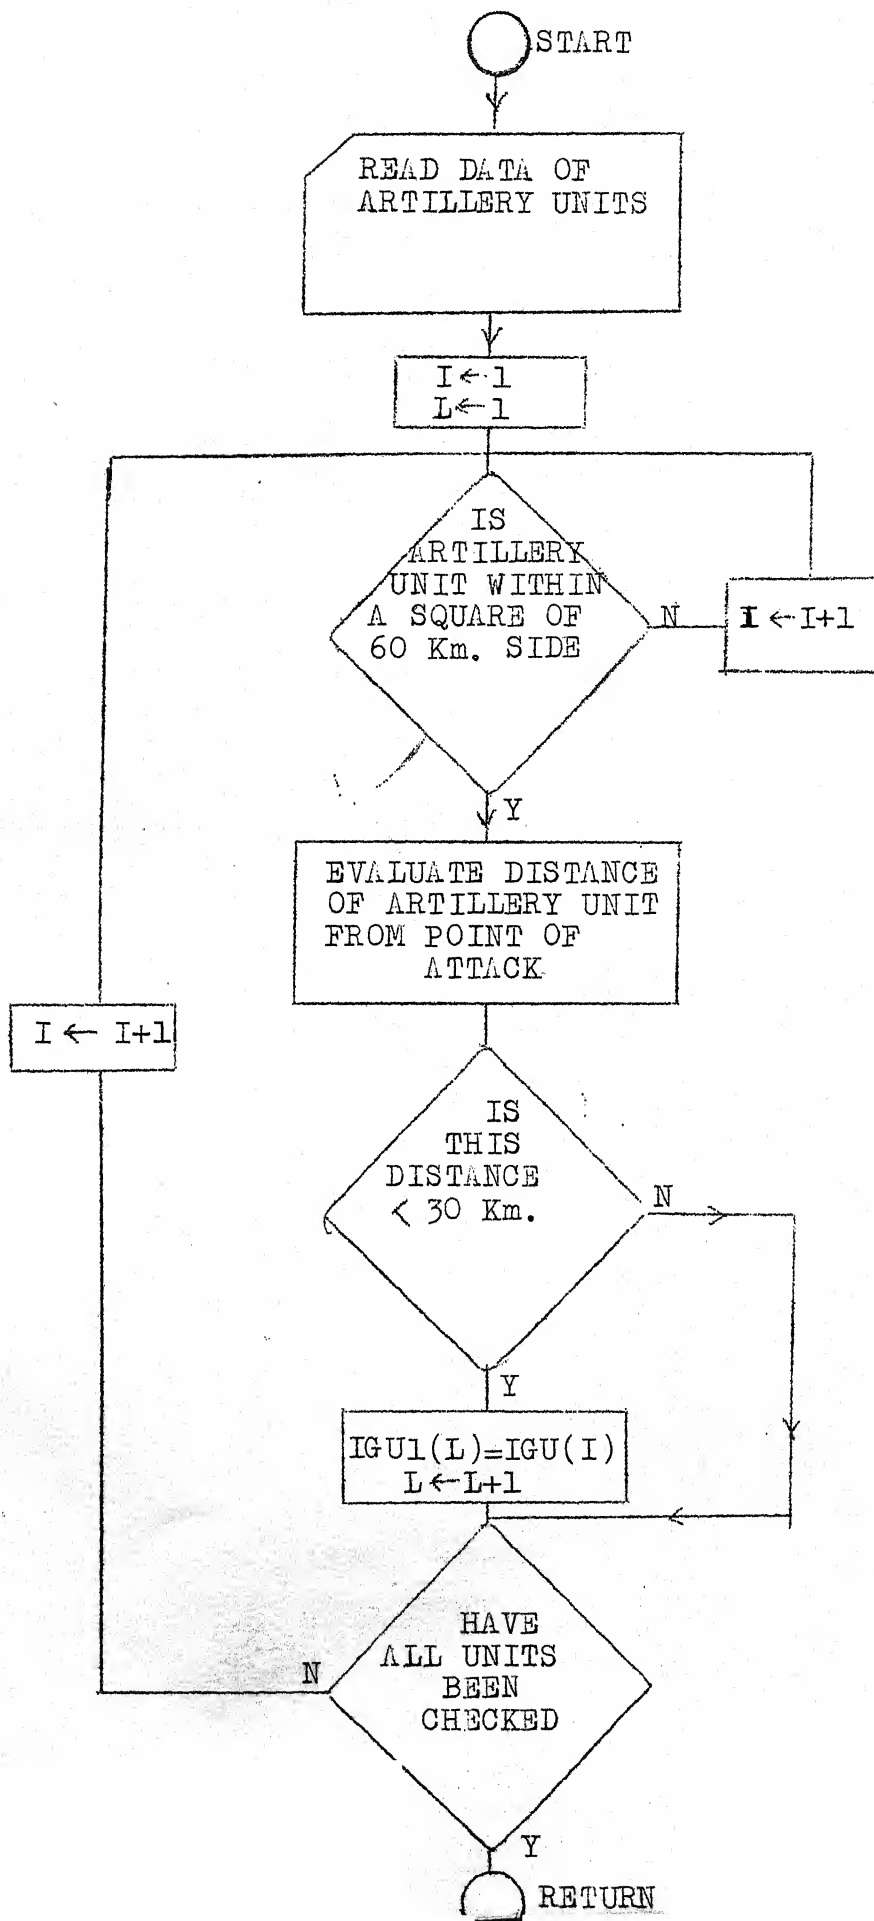 START
READ DATA OF
ARTILLERY UNITS
I ← 1
L ← 1
IS
ARTILLERY
UNIT WITHIN
A SQUARE OF
60 Km. SIDE
N
I ← I+1
Y
EVALUATE DISTANCE
OF ARTILLERY UNIT
FROM POINT OF
ATTACK
I ← I+1
IS
THIS
DISTANCE
< 30 Km.
N
Y
IGU1(L)=IGU(I)
L ← L+1
HAVE
ALL UNITS
BEEN
CHECKED
N
Y
RETURN